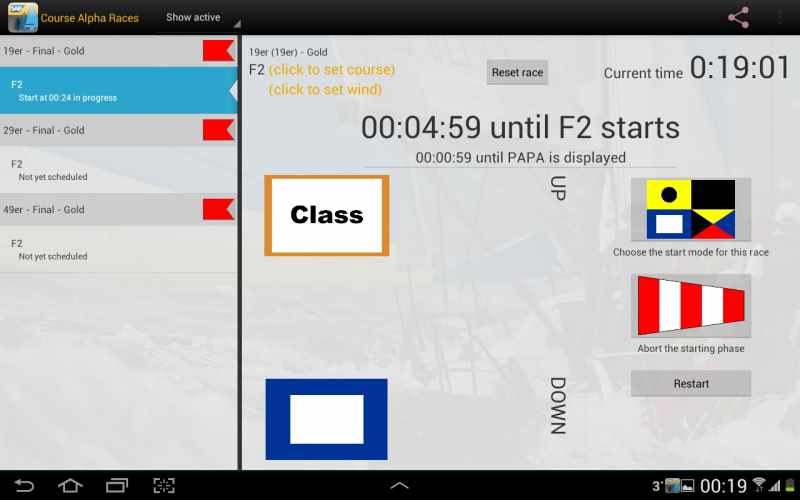 SAP
Course Alpha Races
Show active
19er - Final - Gold
F2
Start at 00:24 in progress
29er - Final - Gold
F2
Not yet scheduled
49er - Final - Gold
F2
Not yet scheduled
19er (19er) - Gold
F2 (click to set course)
(click to set wind)
Reset race
Current time 0:19:01
00:04:59 until F2 starts
00:00:59 until PAPA is displayed
Class
UP
Choose the start mode for this race
Abort the starting phase
Restart
DOWN
3° 00:19